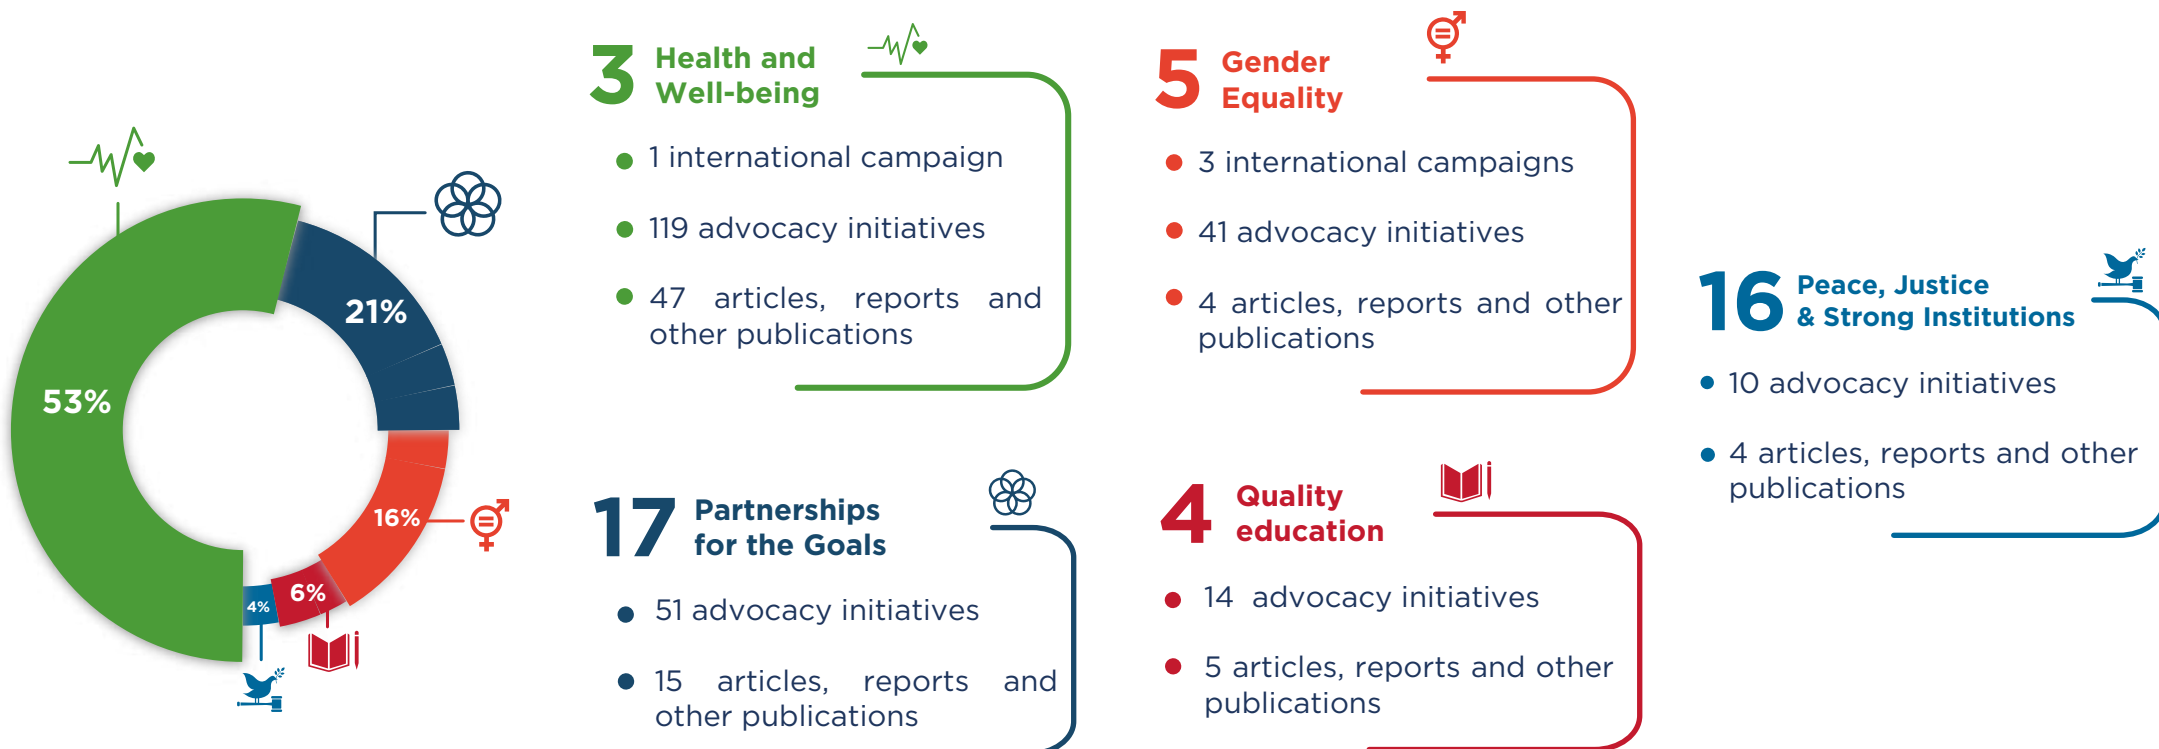 53%
21%
16%
6%
4%
3 Health and
Well-being
1 international campaign
119 advocacy initiatives
47 articles, reports and
other publications
5 Gender
Equality
3 international campaigns
41 advocacy initiatives
4 articles, reports and other
publications
16 Peace, Justice
& Strong Institutions
10 advocacy initiatives
4 articles, reports and other
publications
17 Partnerships
for the Goals
51 advocacy initiatives
15 articles, reports and
other publications
4 Quality
education
14 advocacy initiatives
5 articles, reports and other
publications